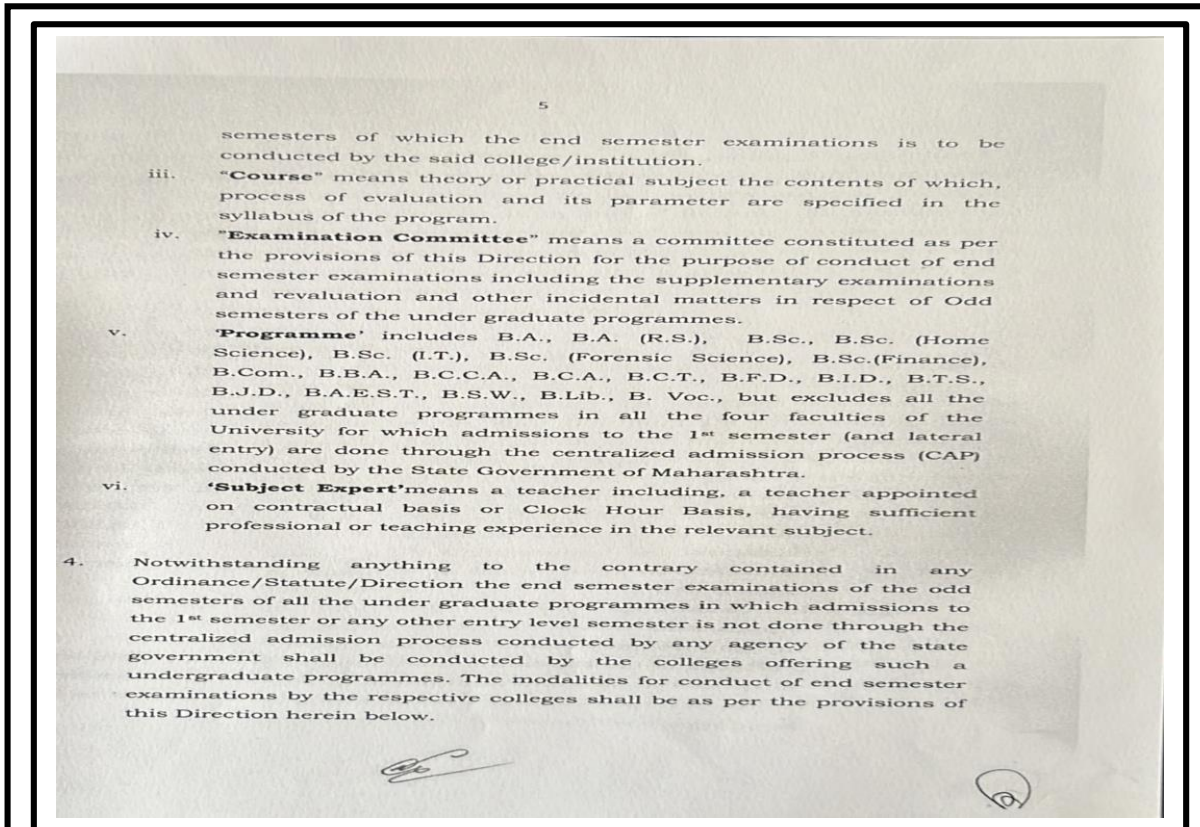 5
semesters of which the end semester examinations is to be
conducted by the said college/institution.
iii. "Course" means theory or practical subject the contents of which,
process of evaluation and its parameter are specified in the
syllabus of the program.
iv. "Examination Committee" means a committee constituted as per
the provisions of this Direction for the purpose of conduct of end
semester examinations including the supplementary examinations
and revaluation and other incidental matters in respect of Odd
semesters of the under graduate programmes.
v. 'Programme' includes B.A., B.A. (R.S.), B.Sc., B.Sc. (Home
Science), B.Sc. (I.T.), B.Sc. (Forensic Science), B.Sc.(Finance),
B.Com., B.B.A., B.C.C.A., B.C.A., B.C.T., B.F.D., B.I.D., B.T.S.,
B.J.D., B.A.E.S.T., B.S.W., B.Lib., B. Voc., but excludes all the
under graduate programmes in all the four faculties of the
University for which admissions to the 1st semester (and lateral
entry) are done through the centralized admission process (CAP)
conducted by the State Government of Maharashtra.
vi. 'Subject Expert'means a teacher including, a teacher appointed
on contractual basis or Clock Hour Basis, having sufficient
professional or teaching experience in the relevant subject.
4. Notwithstanding anything to the contrary contained in any
Ordinance/Statute/Direction the end semester examinations of the odd
semesters of all the under graduate programmes in which admissions to
the 1st semester or any other entry level semester is not done through the
centralized admission process conducted by any agency of the state
government shall be conducted by the colleges offering such a
undergraduate programmes. The modalities for conduct of end semester
examinations by the respective colleges shall be as per the provisions of
this Direction herein below.